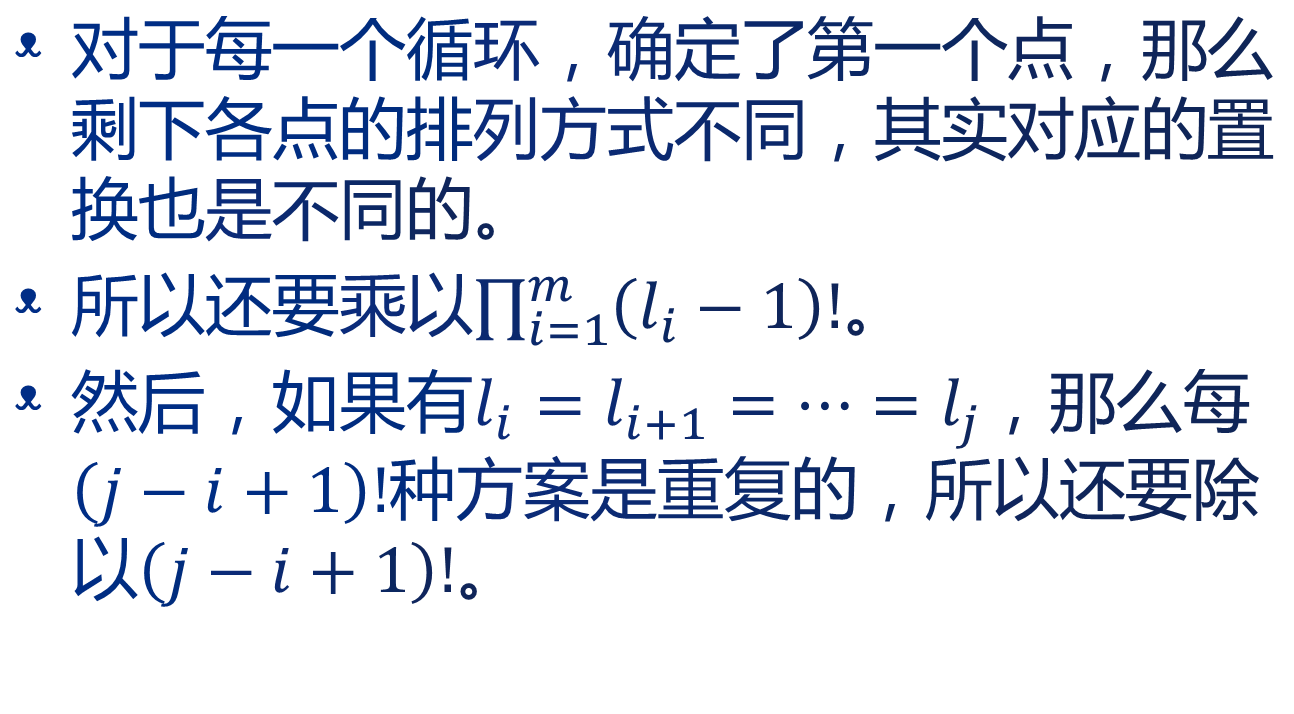 对于每一个循环，确定了第一个点，那么
剩下各点的排列方式不同，其实对应的置
换也是不同的。
所以还要乘以∏_{i=1}^{m}(l_i − 1)!。
然后，如果有l_i = l_{i+1} = ⋯ = l_j，那么每
(j − i + 1)!种方案是重复的，所以还要除
以(j − i + 1)!。